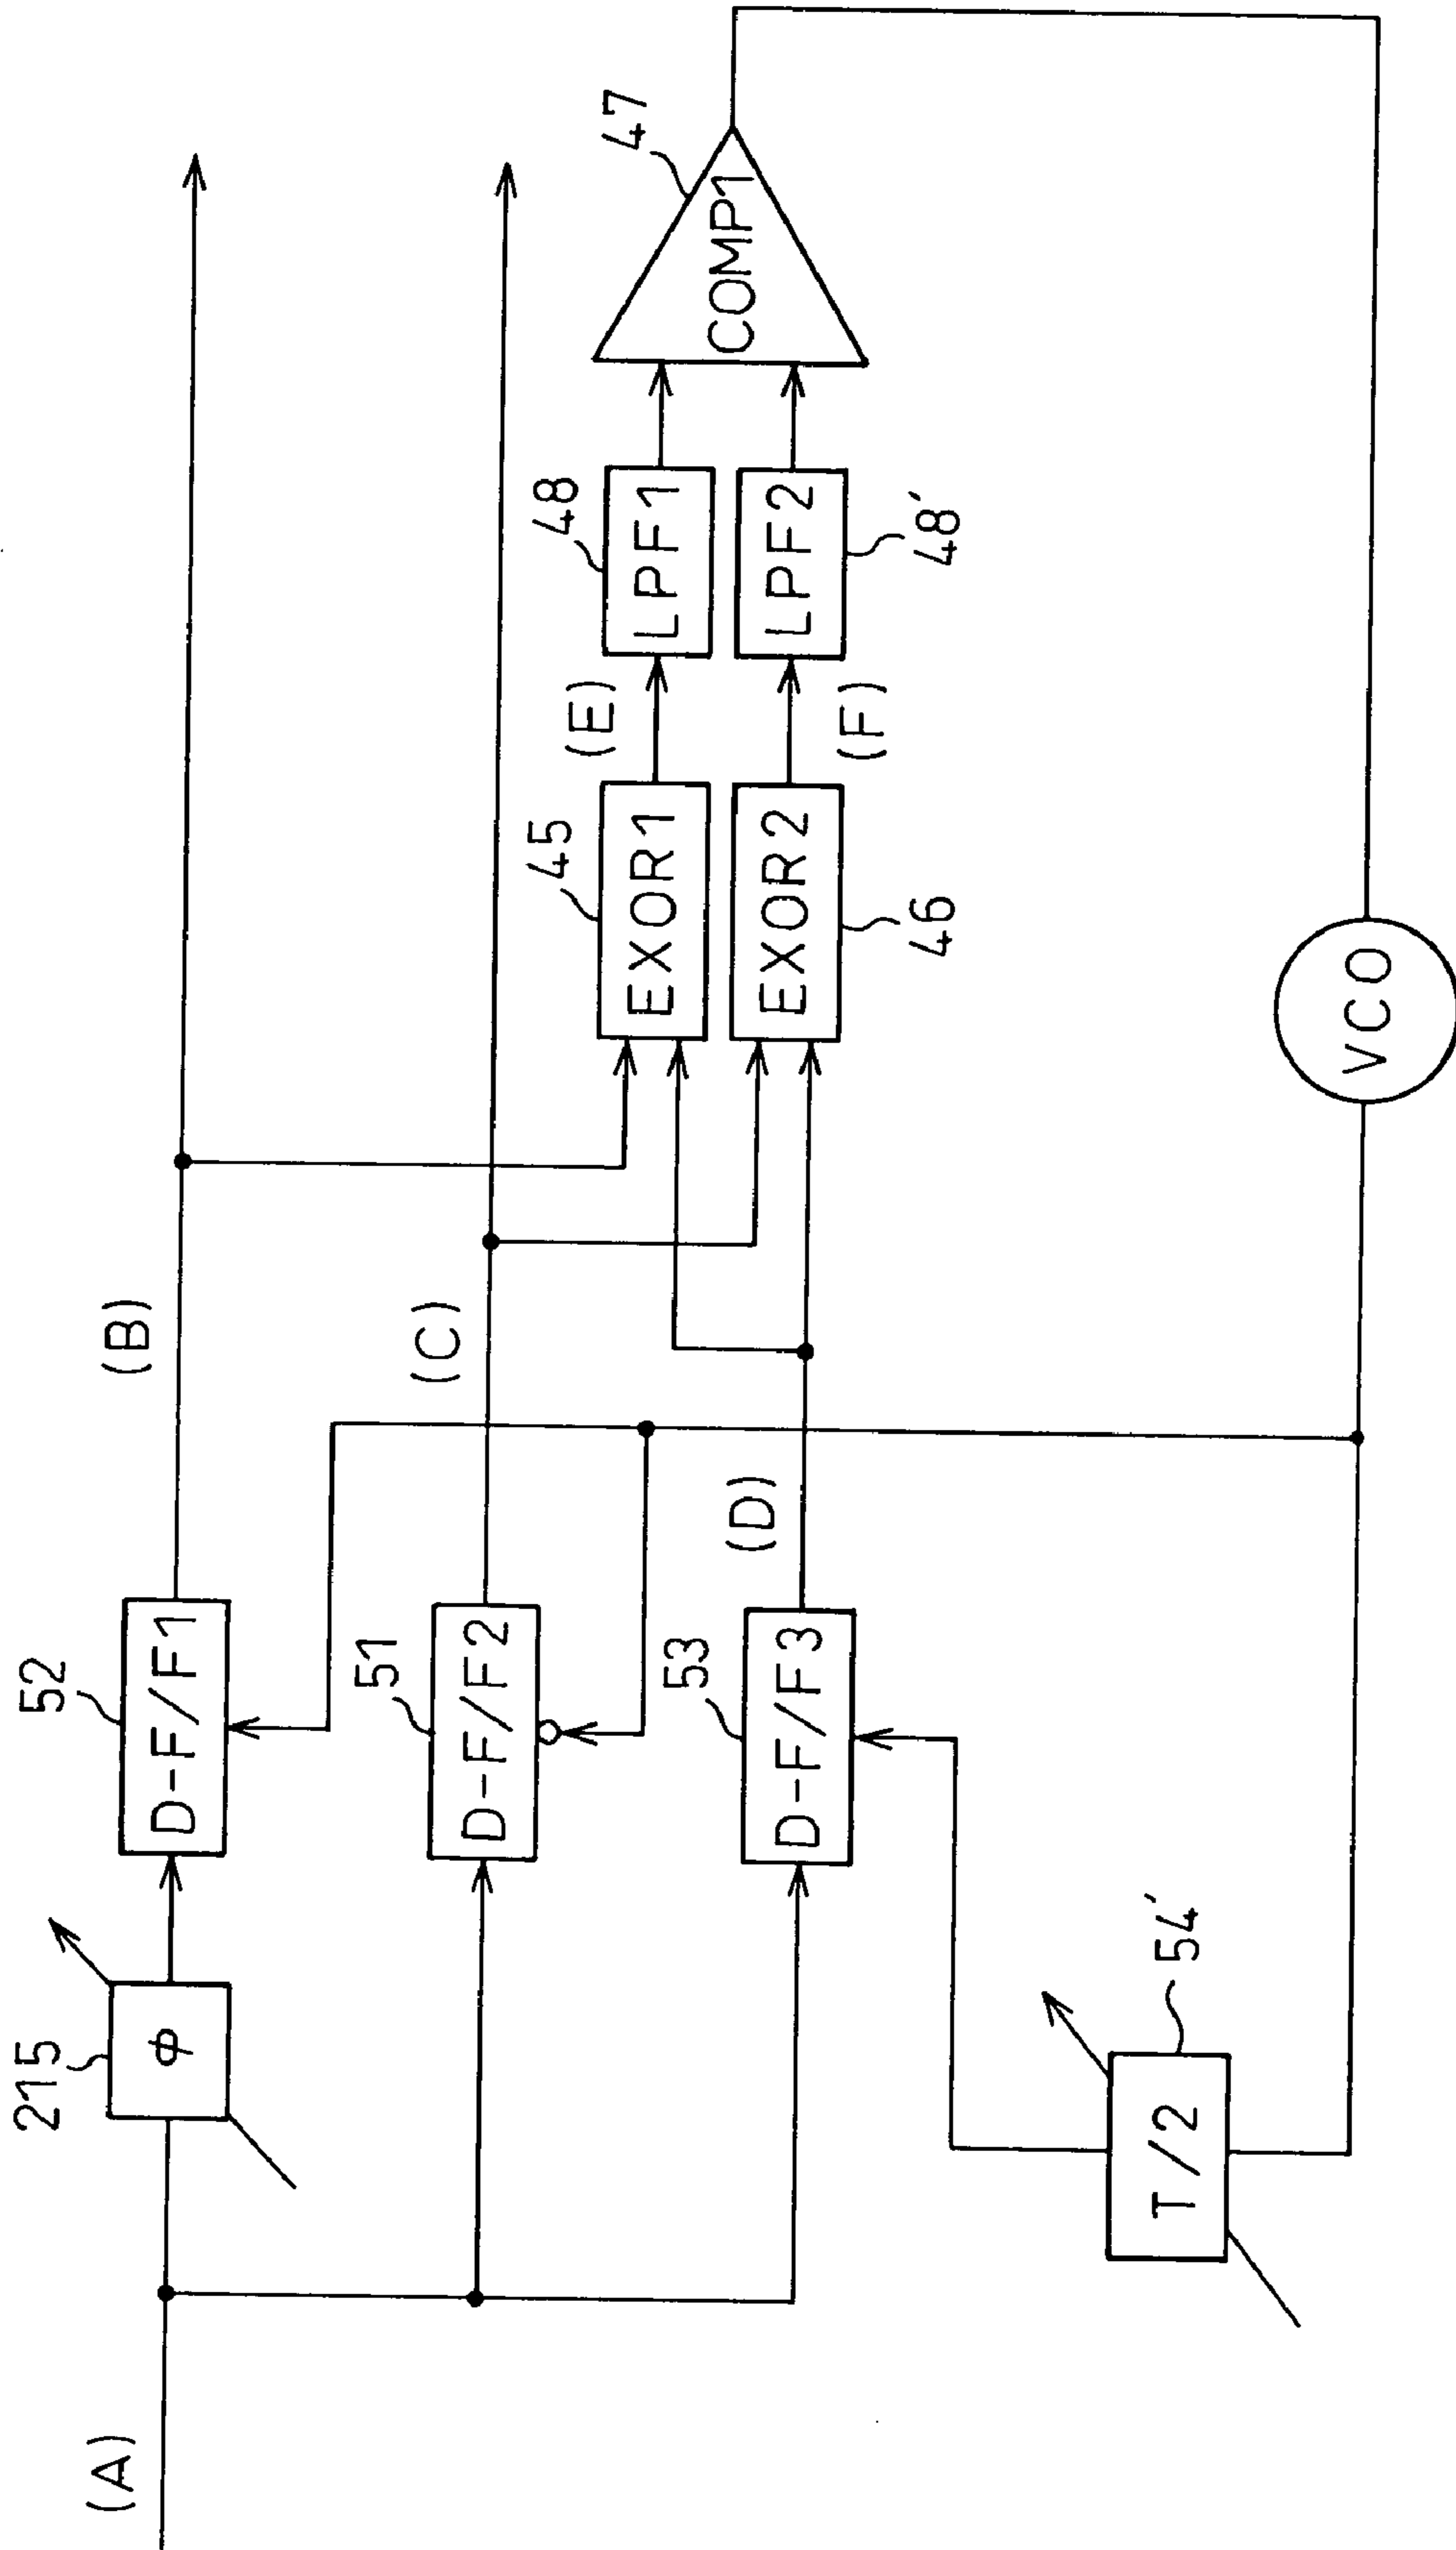 (A)
215
φ
52
D-F/F1
(B)
51
D-F/F2
(C)
53
D-F/F3
(D)
45
EXOR1
(E)
48
LPF1
47
COMP1
EXOR2
46
(F)
LPF2
48'
T/2
54'
VCO